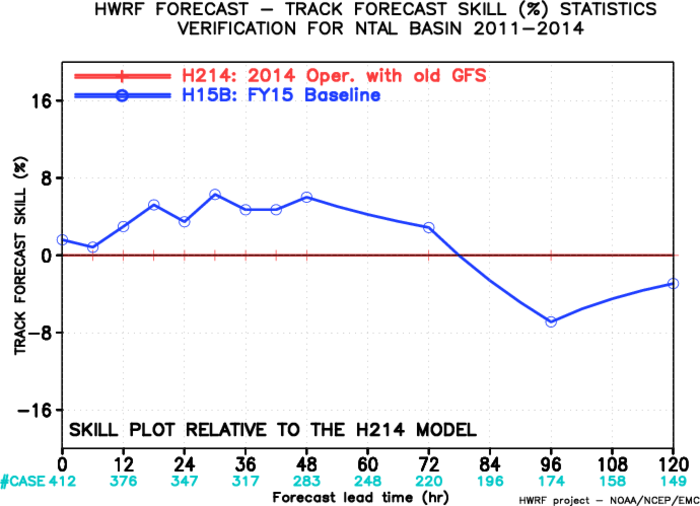 HWRF FORECAST – TRACK FORECAST SKILL (%) STATISTICS
VERIFICATION FOR NTAL BASIN 2011–2014
H214: 2014 Oper. with old GFS
H15B: FY15 Baseline
TRACK FORECAST SKILL (%)
16
8
0
−8
−16
SKILL PLOT RELATIVE TO THE H214 MODEL
0 12 24 36 48 60 72 84 96 108 120
#CASE 412 376 347 317 283 248 220 196 174 158 149
Forecast lead time (hr)
HWRF project – NOAA/NCEP/EMC